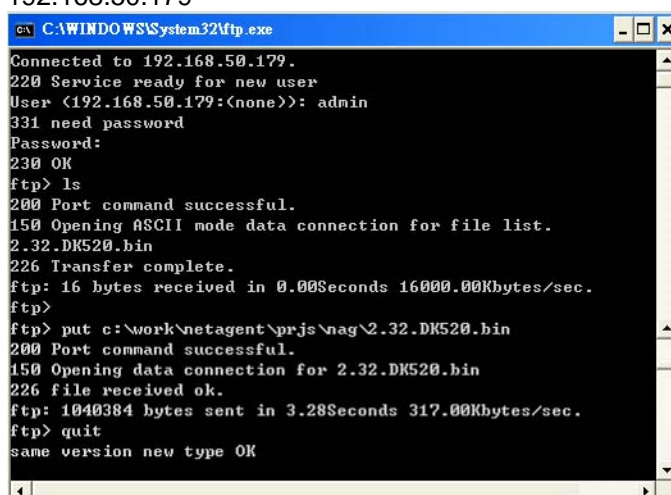 192.168.50.179
C:\WINDOWS\System32\ftp.exe
Connected to 192.168.50.179.
220 Service ready for new user
User (192.168.50.179:(none)): admin
331 need password
Password:
230 OK
ftp> ls
200 Port command successful.
150 Opening ASCII mode data connection for file list.
2.32.DK520.bin
226 Transfer complete.
ftp: 16 bytes received in 0.00Seconds 16000.00Kbytes/sec.
ftp>
ftp> put c:\work\netagent\prjs\nag\2.32.DK520.bin
200 Port command successful.
150 Opening data connection for 2.32.DK520.bin
226 file received ok.
ftp: 1040384 bytes sent in 3.28Seconds 317.00Kbytes/sec.
ftp> quit
same version new type OK